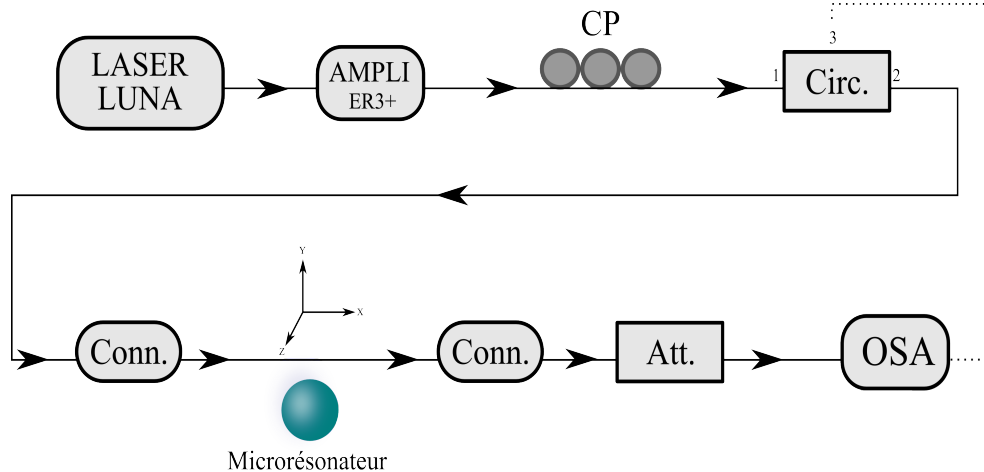 CP
3
LASER
LUNA
AMPLI
ER3+
1
Circ.
2
Y
X
Z
Conn.
Conn.
Att.
OSA
Microrésonateur